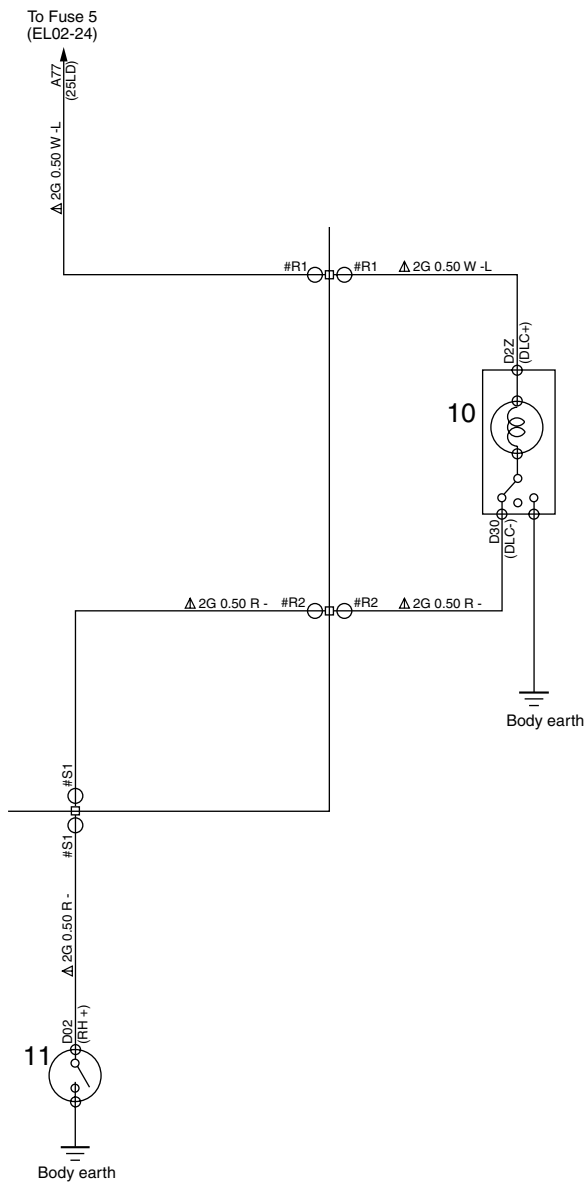 To Fuse 5
(EL02-24)
A77
(25LD)
⚠ 2G 0.50 W -L
#R1
#R1
⚠ 2G 0.50 W -L
D2Z
(DLC+)
10
D30
(DLC-)
⚠ 2G 0.50 R -
#R2
#R2
⚠ 2G 0.50 R -
Body earth
#S1
#S1
⚠ 2G 0.50 R -
D02
(RH +)
11
Body earth